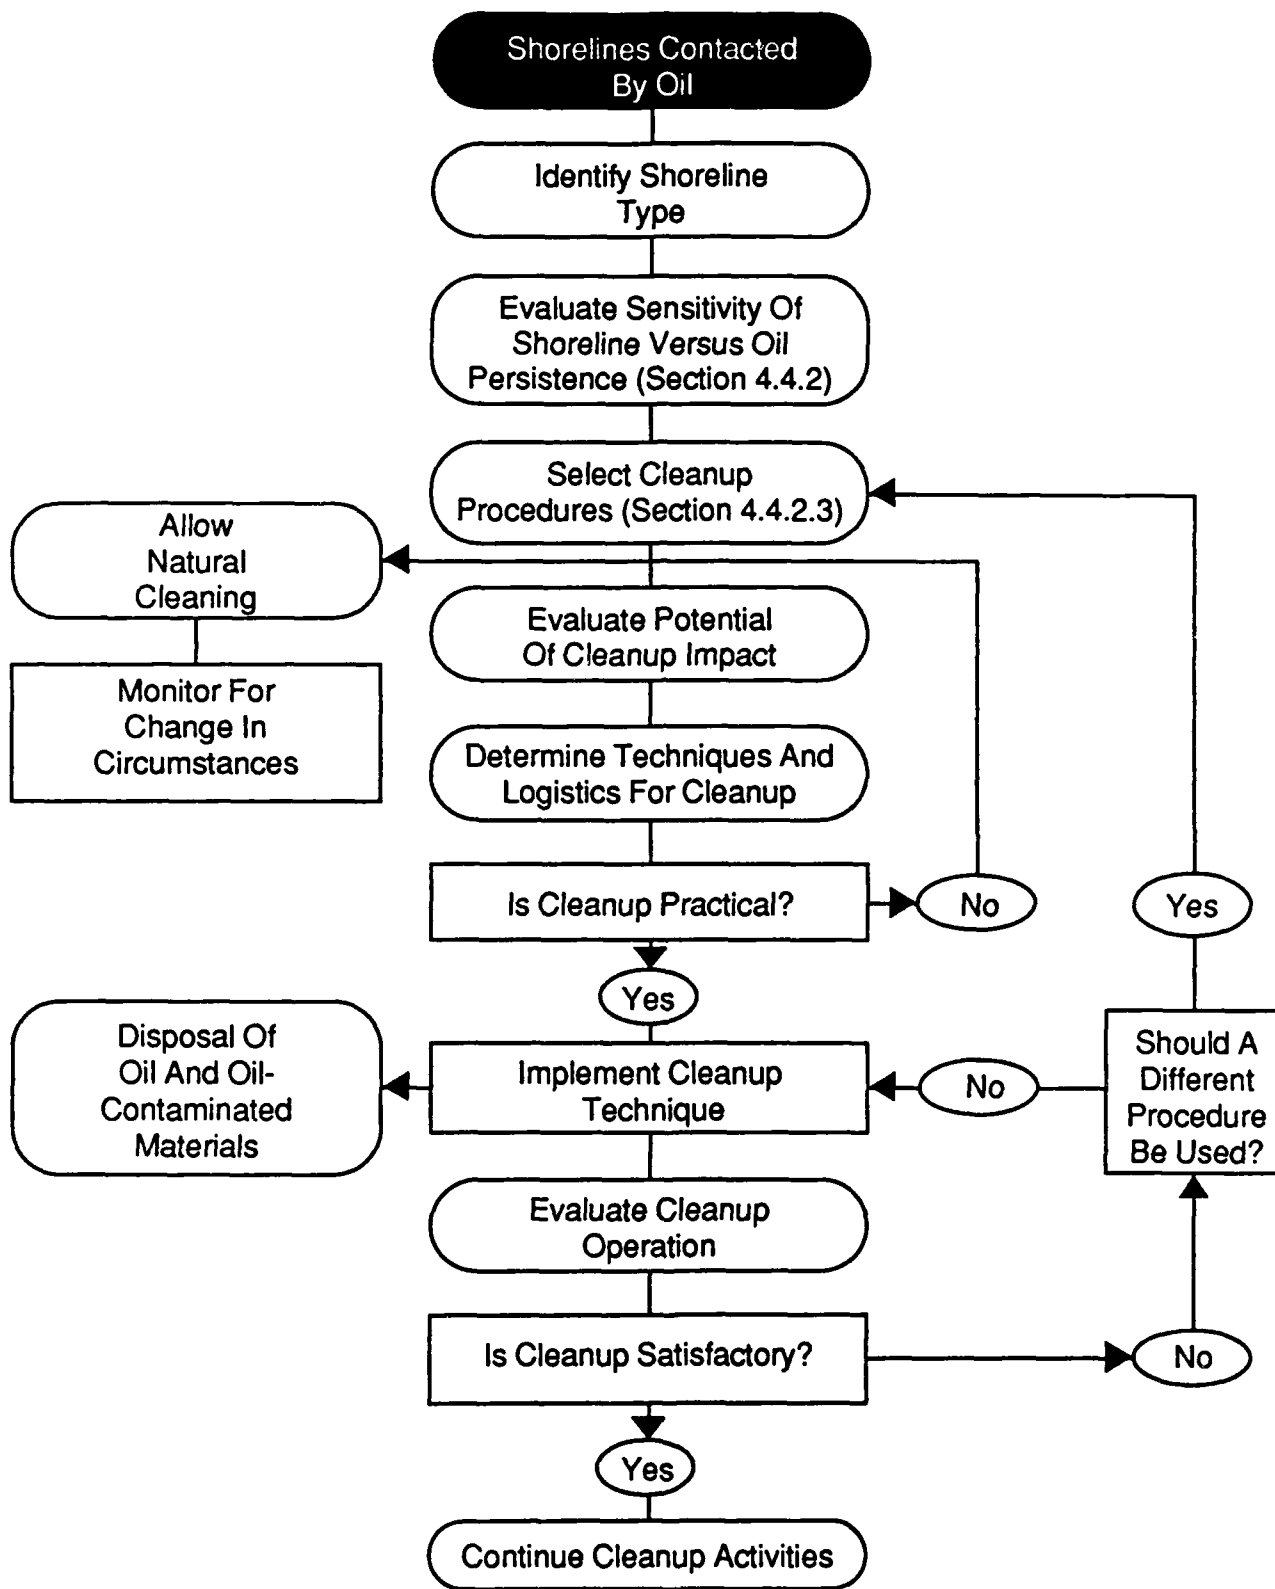 Shorelines Contacted
By Oil
Identify Shoreline
Type
Evaluate Sensitivity Of
Shoreline Versus Oil
Persistence (Section 4.4.2)
Select Cleanup
Procedures (Section 4.4.2.3)
Allow
Natural
Cleaning
Evaluate Potential
Of Cleanup Impact
Monitor For
Change In
Circumstances
Determine Techniques And
Logistics For Cleanup
Is Cleanup Practical?
No
Yes
Yes
Disposal Of
Oil And Oil-
Contaminated
Materials
Implement Cleanup
Technique
No
Should A
Different
Procedure
Be Used?
Evaluate Cleanup
Operation
Is Cleanup Satisfactory?
No
Yes
Continue Cleanup Activities